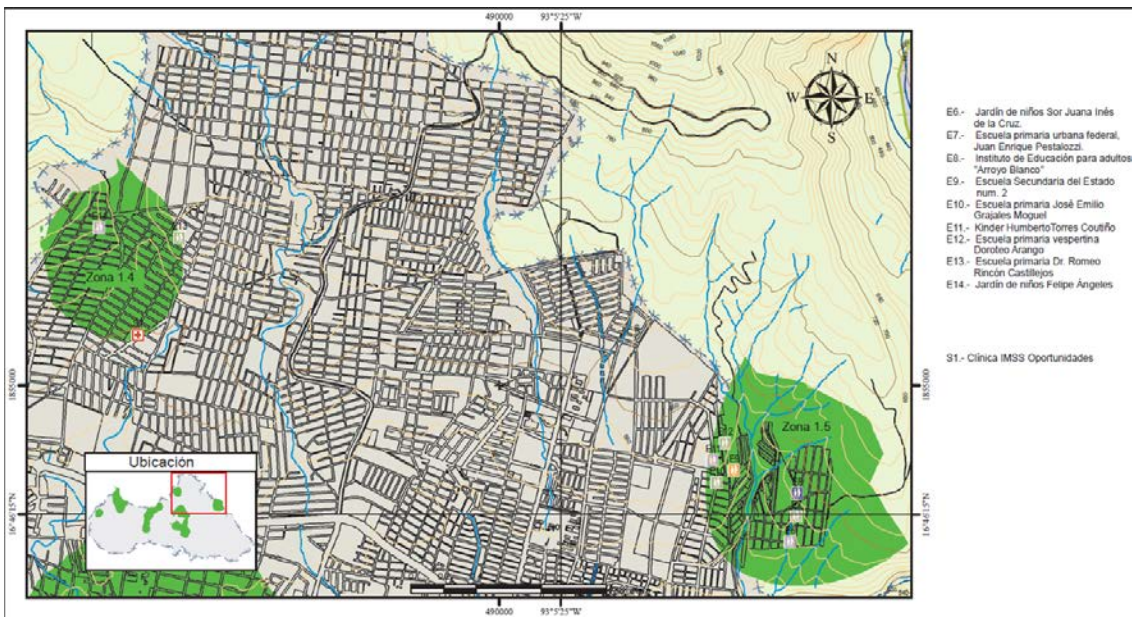 490000 93°5'25"W
N
W E
S
E6.- Jardín de niños Sor Juana Inés
de la Cruz.
E7.- Escuela primaria urbana federal,
Juan Enrique Pestalozzi.
E8.- Instituto de Educación para adultos
"Arroyo Blanco"
E9.- Escuela Secundaria del Estado
num. 2
E10.- Escuela primaria José Emilio
Grajales Moguel
E11.- Kinder HumbertoTorres Coutiño
E12.- Escuela primaria vespertina
Doroteo Arango
E13.- Escuela primaria Dr. Romeo
Rincón Castillejos
E14.- Jardín de niños Felipe Ángeles
S1.- Clínica IMSS Oportunidades
Zona 1.4
1835000
1835000
Zona 1.5
Ubicación
16°46'15"N
16°46'15"N
490000 93°5'25"W